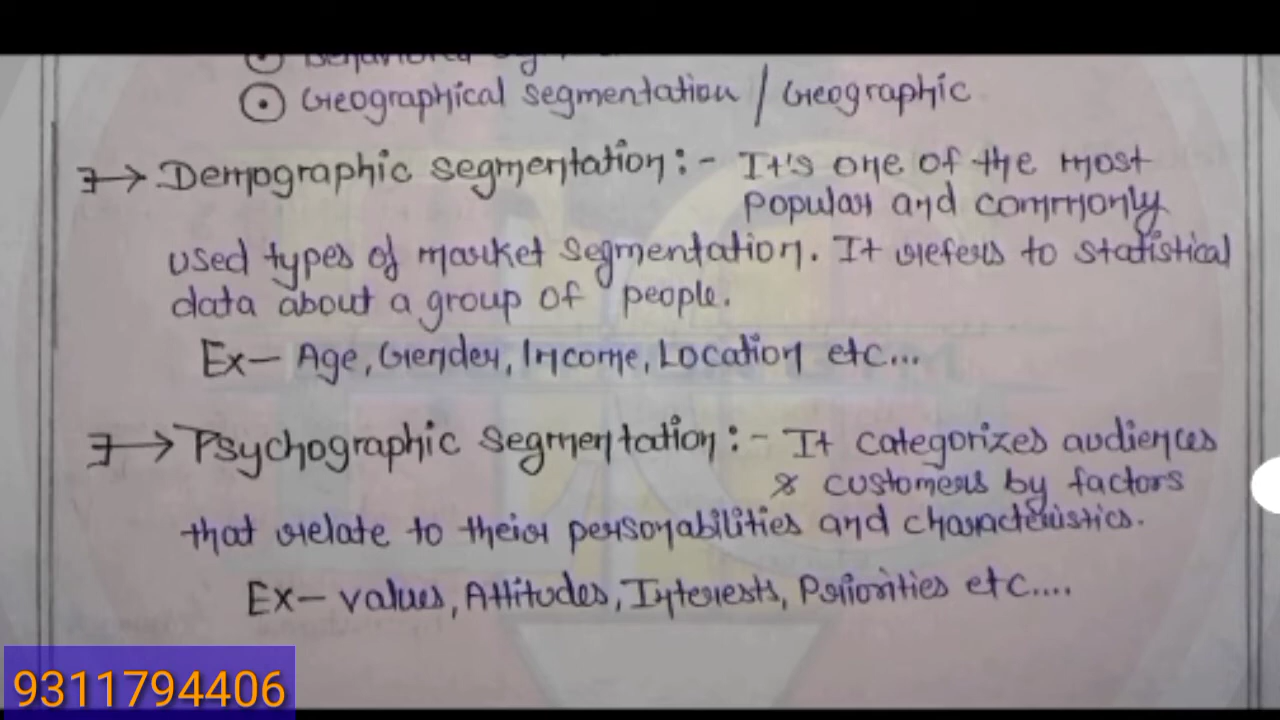 ⊙ Geographical segmentation / Geographic
⇒ Demographic segmentation :- It's one of the most
popular and commonly
used types of market segmentation. It refers to statistical
data about a group of people.
Ex- Age, Gender, Income, Location etc...
⇒ Psychographic segmentation :- It categorizes audiences
& customers by factors
that relate to their personabilities and characteristics.
Ex- values, Attitudes, Interests, Priorities etc....
9311794406